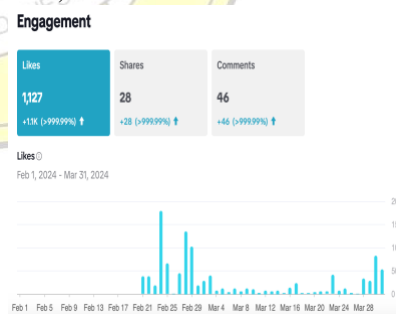 Engagement
Likes Shares Comments
1,127 28 46
+1.1K (>999.99%) ↑ +28 (>999.99%) ↑ +46 (>999.99%) ↑
Likes
Feb 1, 2024 - Mar 31, 2024
50
0
Feb 1 Feb 5 Feb 9 Feb 13 Feb 17 Feb 21 Feb 25 Feb 29 Mar 4 Mar 8 Mar 12 Mar 16 Mar 20 Mar 24 Mar 28